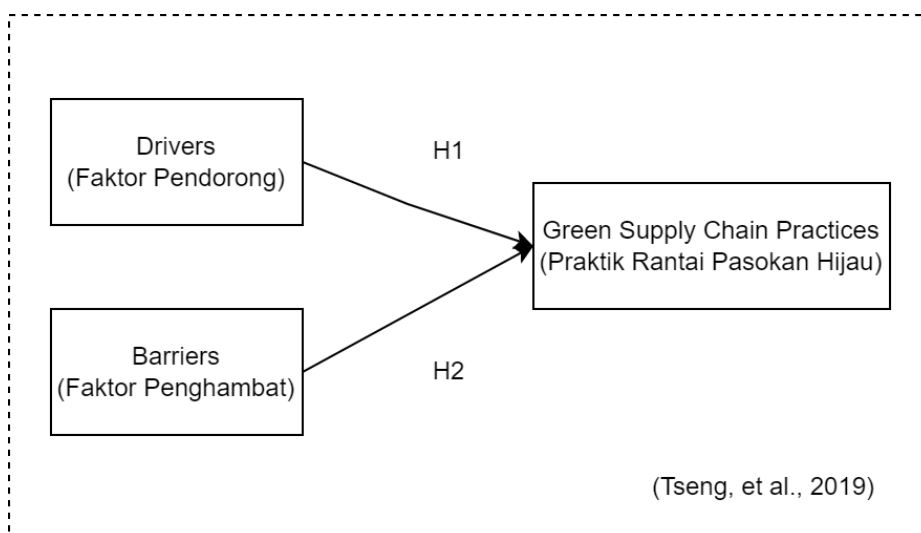 Drivers
(Faktor Pendorong)
H1
Green Supply Chain Practices
(Praktik Rantai Pasokan Hijau)
Barriers
(Faktor Penghambat)
H2
(Tseng, et al., 2019)